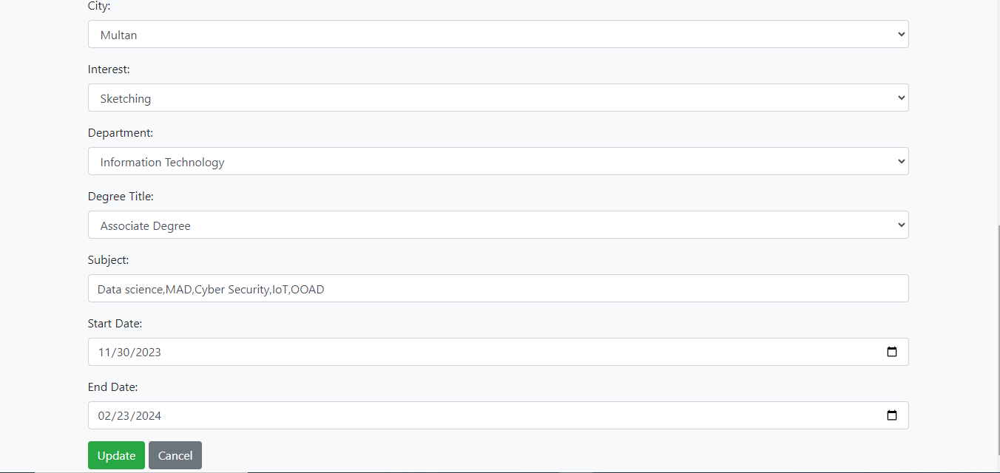 City:
Multan
Interest:
Sketching
Department:
Information Technology
Degree Title:
Associate Degree
Subject:
Data science,MAD,Cyber Security,IoT,OOAD
Start Date:
11/30/2023
End Date:
02/23/2024
Update Cancel